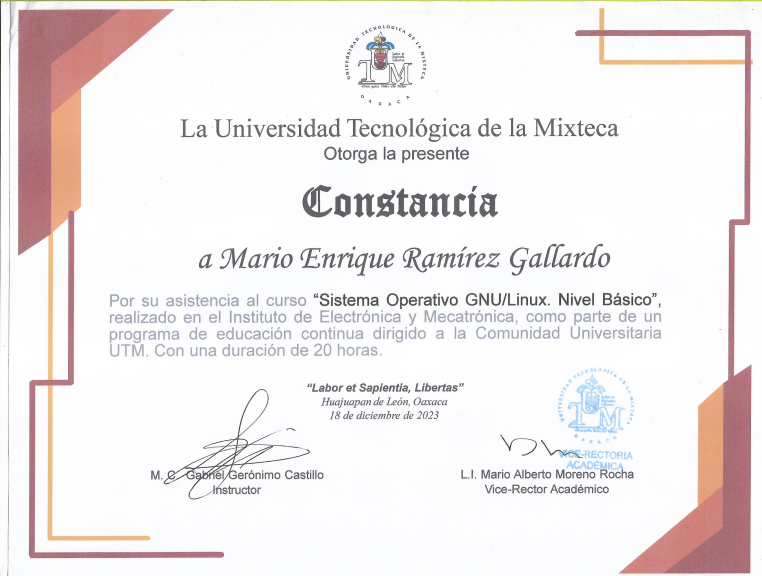 UNIVERSIDAD TECNOLOGICA DE LA MIXTECA
OAXACA
UTM
La Universidad Tecnológica de la Mixteca
Otorga la presente
Constancia
a Mario Enrique Ramírez Gallardo
Por su asistencia al curso “Sistema Operativo GNU/Linux. Nivel Básico”,
realizado en el Instituto de Electrónica y Mecatrónica, como parte de un
programa de educación continua dirigido a la Comunidad Universitaria
UTM. Con una duración de 20 horas.
“Labor et Sapientia, Libertas”
Huajuapan de León, Oaxaca
18 de diciembre de 2023
UNIVERSIDAD TECNOLOGICA DE LA MIXTECA
UTM
OAXACA
VICE-RECTORIA
ACADÉMICA
M. C. Gabriel Gerónimo Castillo
Instructor
L.I. Mario Alberto Moreno Rocha
Vice-Rector Académico